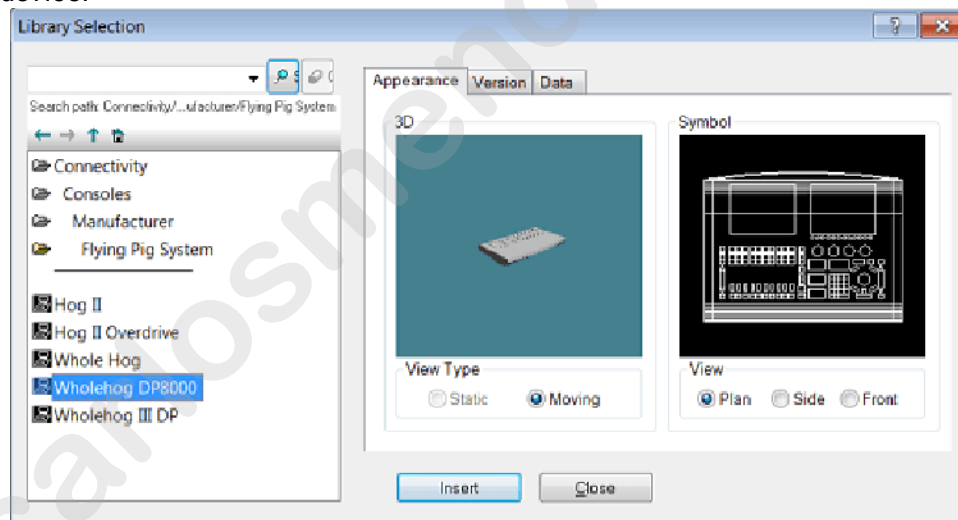 device.
Library Selection
Search path: Connectivity/...ufacturer/Flying Pig System
Connectivity
Consoles
Manufacturer
Flying Pig System
Hog II
Hog II Overdrive
Whole Hog
Wholehog DP8000
Wholehog III DP
Appearance Version Data
3D
View Type
Static Moving
Symbol
View
Plan Side Front
Insert Close